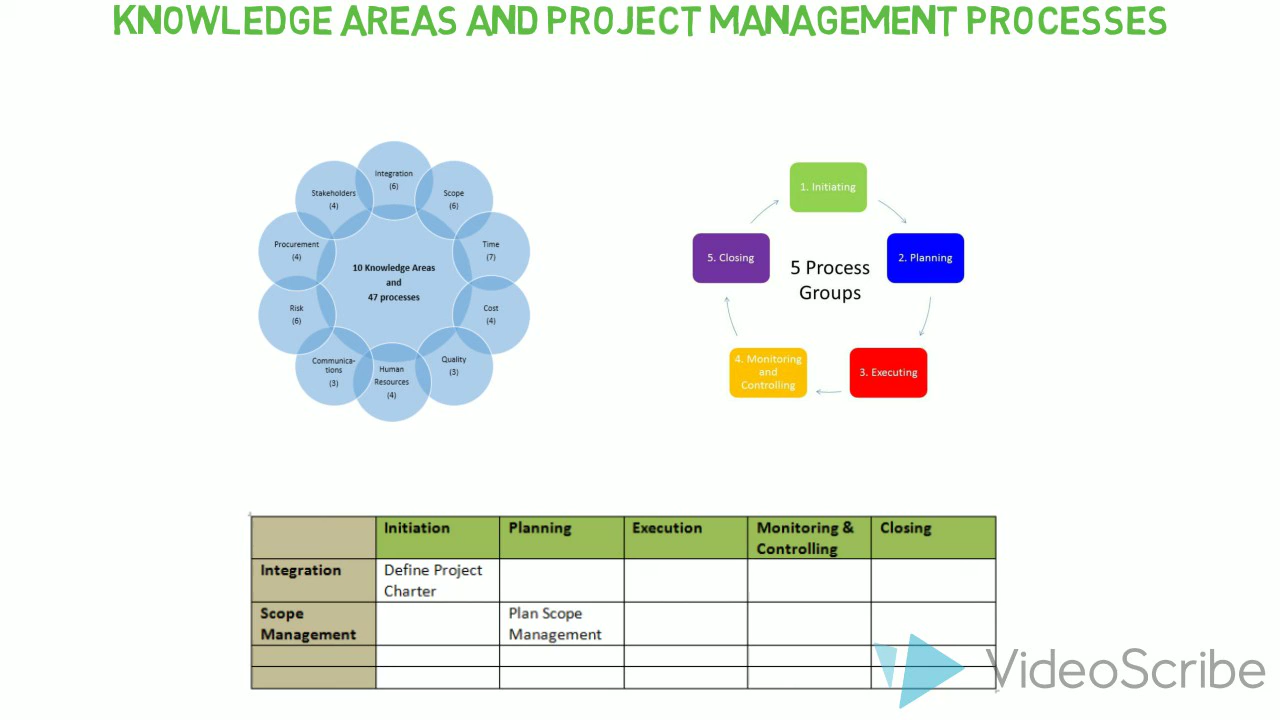 KNOWLEDGE AREAS AND PROJECT MANAGEMENT PROCESSES
Integration
(6)
Scope
(6)
Time
(7)
Cost
(4)
Quality
(3)
Human
Resources
(4)
Communica-
tions
(3)
Risk
(6)
Procurement
(4)
Stakeholders
(4)
10 Knowledge Areas
and
47 processes
1. Initiating
2. Planning
3. Executing
4. Monitoring
and
Controlling
5. Closing
5 Process
Groups
Initiation
Planning
Execution
Monitoring &
Controlling
Closing
Integration
Define Project
Charter
Scope
Management
Plan Scope
Management
VideoScribe